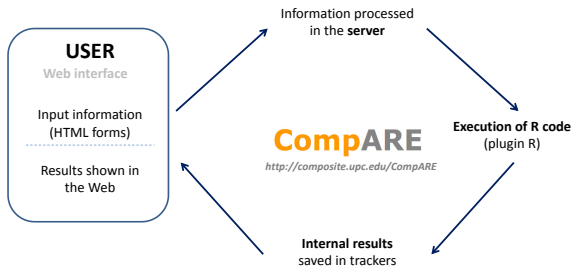 Information processed
in the server
USER
Web interface
Input information
(HTML forms)
Results shown in
the Web
CompARE
http://composite.upc.edu/CompARE
Execution of R code
(plugin R)
Internal results
saved in trackers